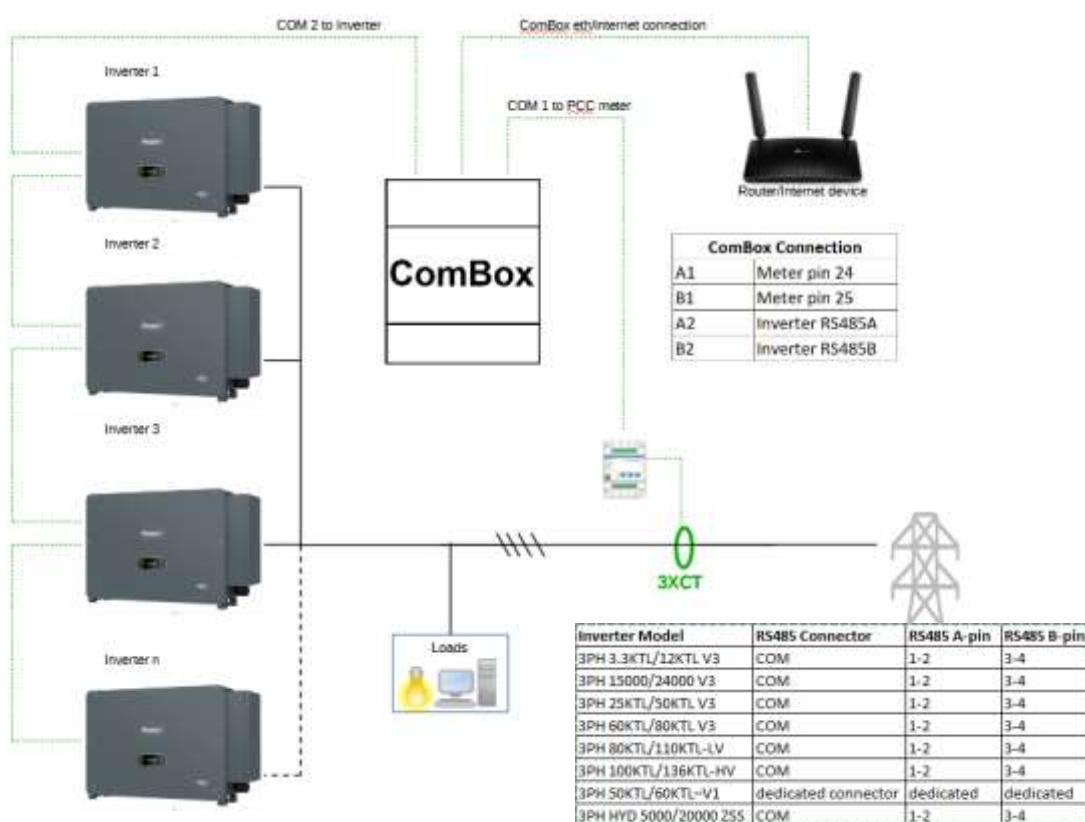 COM 2 to Inverter
ComBox eth/Internet connection
Inverter 1
COM 1 to PCC meter
Router/Internet device
Inverter 2
ComBox
ComBox Connection
A1 Meter pin 24
B1 Meter pin 25
A2 Inverter RS485A
B2 Inverter RS485B
Inverter 3
3XCT
Loads
Inverter n
Inverter Model RS485 Connector RS485 A-pin RS485 B-pin
3PH 3.3KTL/12KTL V3 COM 1-2 3-4
3PH 15000/24000 V3 COM 1-2 3-4
3PH 25KTL/50KTL V3 COM 1-2 3-4
3PH 60KTL/80KTL V3 COM 1-2 3-4
3PH 80KTL/110KTL-LV COM 1-2 3-4
3PH 100KTL/136KTL-HV COM 1-2 3-4
3PH 50KTL/60KTL-V1 dedicated connector dedicated dedicated
3PH HYD 5000/20000 ZSS COM 1-2 3-4